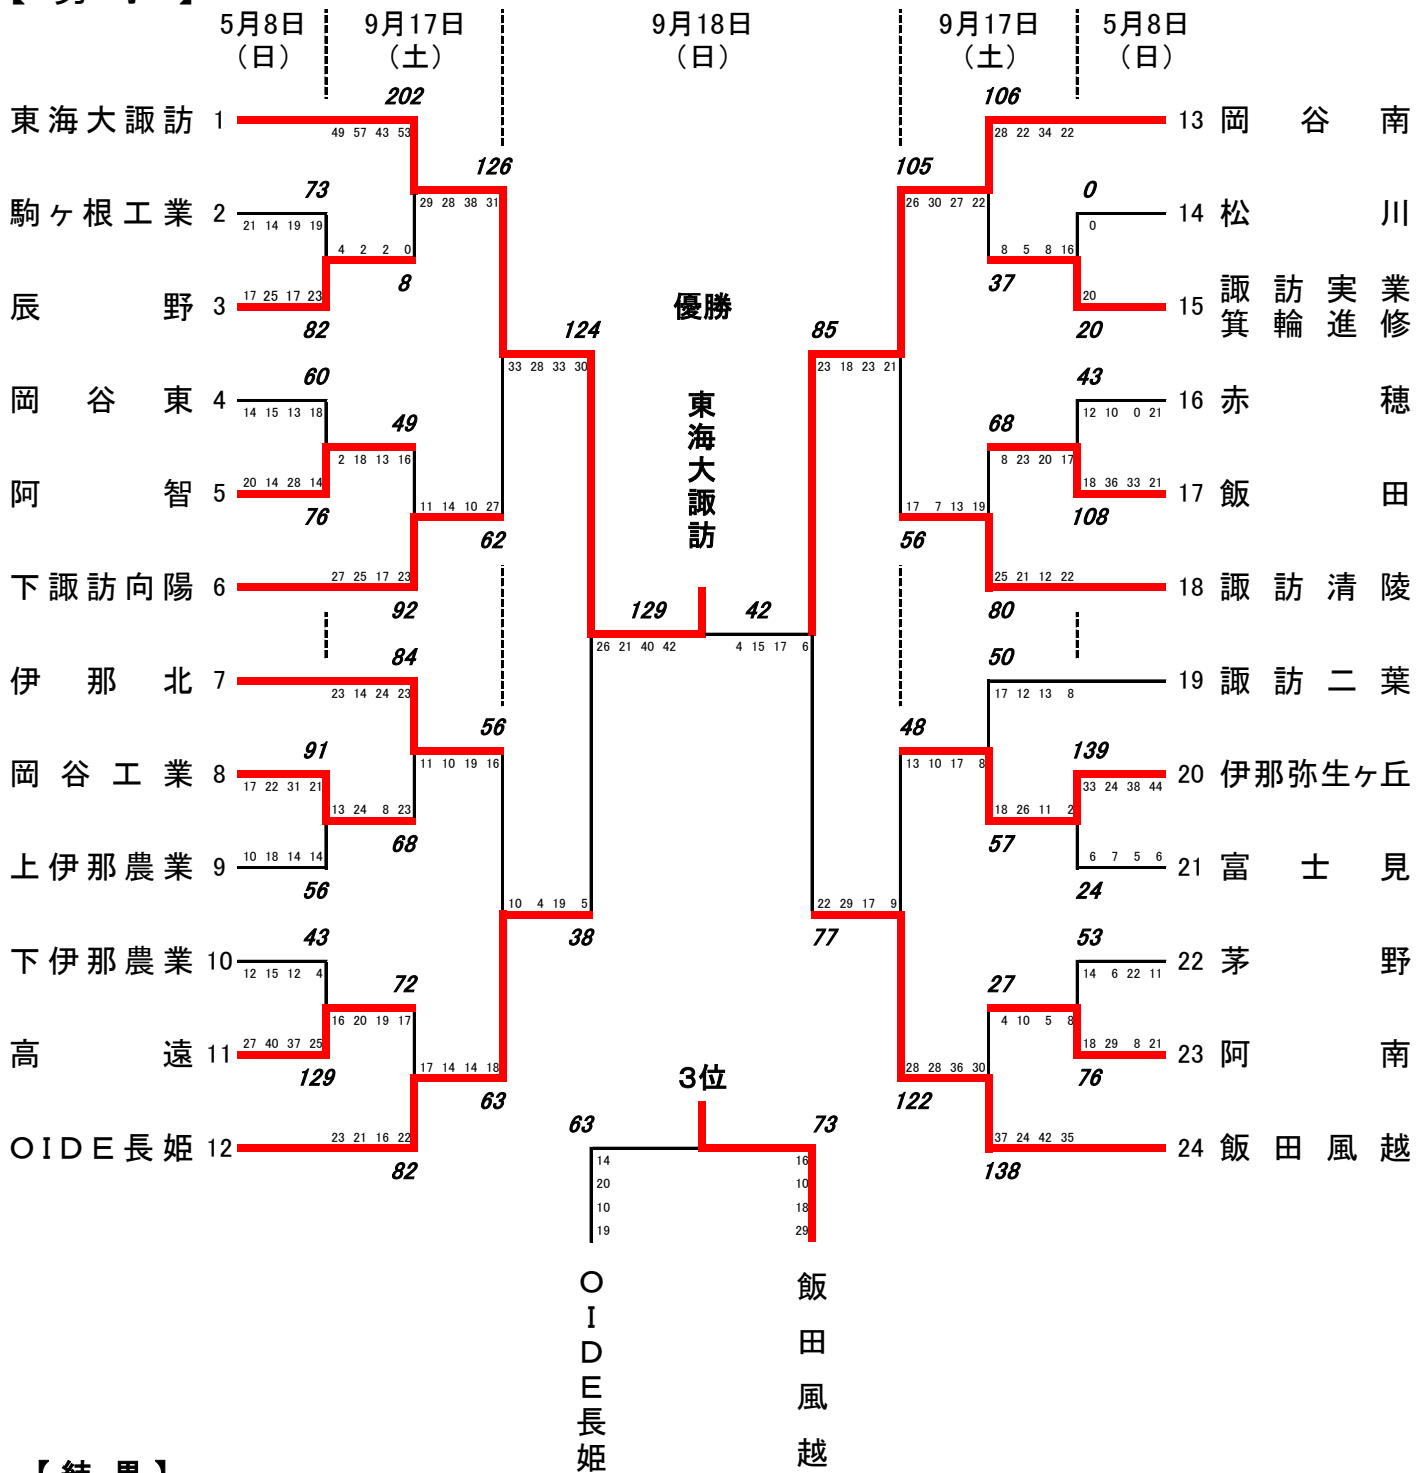 5月8日
（日）
9月17日
（土）
9月18日
（日）
9月17日
（土）
5月8日
（日）
202
東海大諏訪 1
49 57 43 53
126
73
駒ヶ根工業 2
21 14 19 19
29 28 38 31
4 2 2 0
8
辰野 3
17 25 17 23
82
124
60
岡谷東 4
14 15 13 18
33 28 33 30
49
2 18 13 16
阿智 5
20 14 28 14
76
11 14 10 27
62
下諏訪向陽 6
27 25 17 23
92
84
伊那北 7
23 14 24 23
56
91
岡谷工業 8
17 22 31 21
11 10 19 16
13 24 8 23
68
上伊那農業 9
10 18 14 14
56
10 4 19 5
38
43
下伊那農業 10
12 15 12 4
72
16 20 19 17
高遠 11
27 40 37 25
129
17 14 14 18
63
OIDE長姫 12
23 21 16 22
82
優勝
東海大諏訪
129
26 21 40 42
42
4 15 17 6
106
13 岡谷南
28 22 34 22
105
0
14 松川
0
26 30 27 22
8 5 8 16
37
15 諏訪実業
箕輪進修
20
20
85
43
16 赤穂
12 10 0 21
23 18 23 21
68
8 23 20 17
17 飯田
18 36 33 21
108
17 7 13 19
56
18 諏訪清陵
25 21 12 22
80
50
19 諏訪二葉
17 12 13 8
48
139
20 伊那弥生ヶ丘
33 24 38 44
13 10 17 8
18 26 11 2
57
21 富士見
6 7 5 6
24
22 29 17 9
77
53
22 茅野
14 6 22 11
27
4 10 5 8
23 阿南
18 29 8 21
76
28 28 36 30
122
24 飯田風越
37 24 42 35
138
3位
63
14
20
10
19
73
16
10
18
29
OIDE長姫
飯田風越